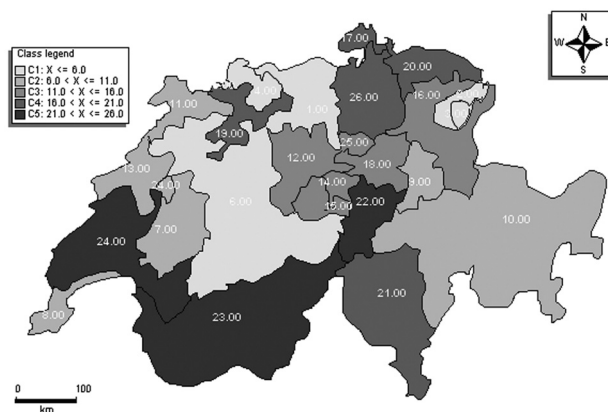 N
W E
S
Class legend
C1: X <= 6.0
C2: 6.0 < X <= 11.0
C3: 11.0 < X <= 16.0
C4: 16.0 < X <= 21.0
C5: 21.0 < X <= 26.0
17.00
20.00
4.00
11.00
1.00
26.00
16.00
19.00
25.00
12.00
18.00
13.00
24.00
14.00
9.00
15.00
22.00
6.00
7.00
10.00
24.00
21.00
23.00
8.00
0 100
km